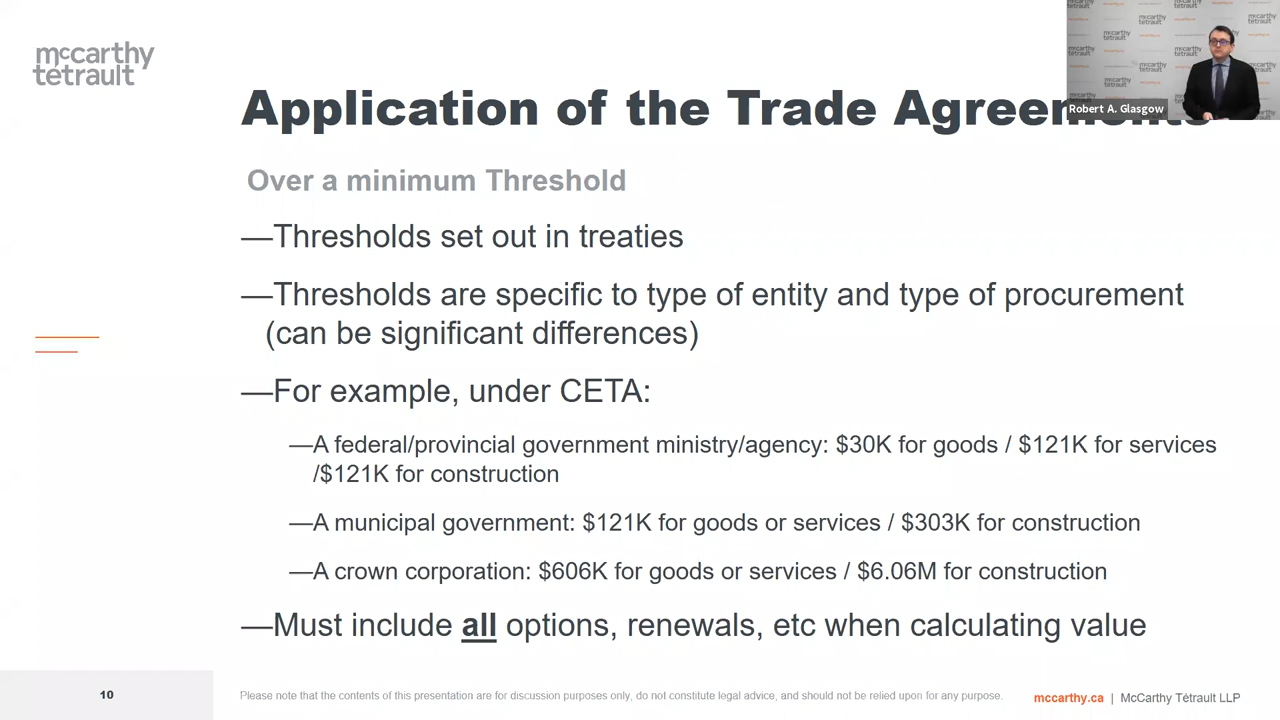 mccarthy
tetrault
Application of the Trade Agreements
Robert A. Glasgow
Over a minimum Threshold
—Thresholds set out in treaties
—Thresholds are specific to type of entity and type of procurement
(can be significant differences)
—For example, under CETA:
—A federal/provincial government ministry/agency: $30K for goods / $121K for services
/$121K for construction
—A municipal government: $121K for goods or services / $303K for construction
—A crown corporation: $606K for goods or services / $6.06M for construction
—Must include all options, renewals, etc when calculating value
10
Please note that the contents of this presentation are for discussion purposes only, do not constitute legal advice, and should not be relied upon for any purpose.
mccarthy.ca | McCarthy Tétrault LLP